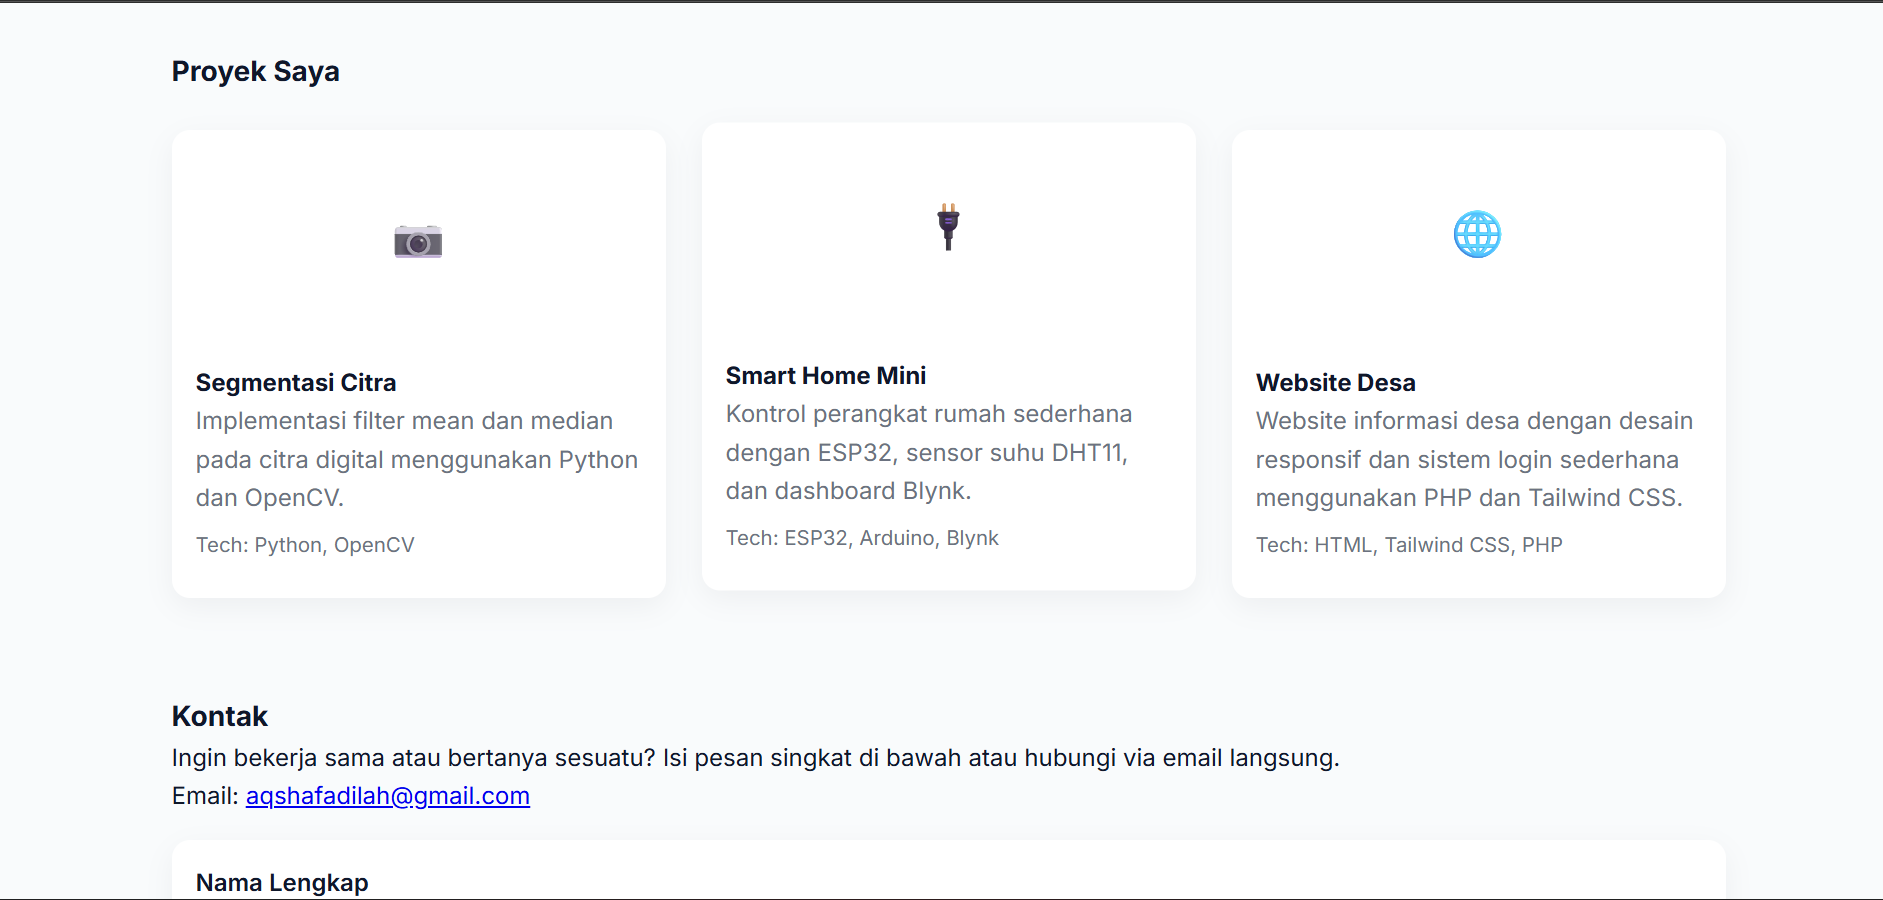 Proyek Saya
Segmentasi Citra
Implementasi filter mean dan median
pada citra digital menggunakan Python
dan OpenCV.
Tech: Python, OpenCV
Smart Home Mini
Kontrol perangkat rumah sederhana
dengan ESP32, sensor suhu DHT11,
dan dashboard Blynk.
Tech: ESP32, Arduino, Blynk
Website Desa
Website informasi desa dengan desain
responsif dan sistem login sederhana
menggunakan PHP dan Tailwind CSS.
Tech: HTML, Tailwind CSS, PHP
Kontak
Ingin bekerja sama atau bertanya sesuatu? Isi pesan singkat di bawah atau hubungi via email langsung.
Email: aqshafadilah@gmail.com
Nama Lengkap